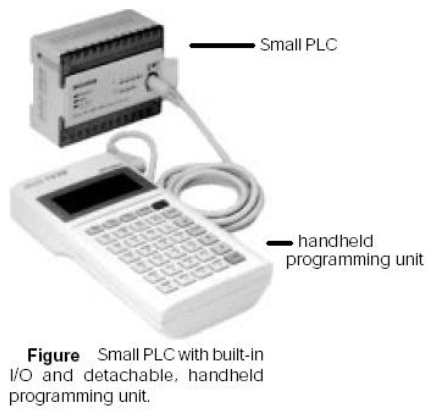 Small PLC
handheld
programming unit
Figure Small PLC with built-in
I/O and detachable, handheld
programming unit.